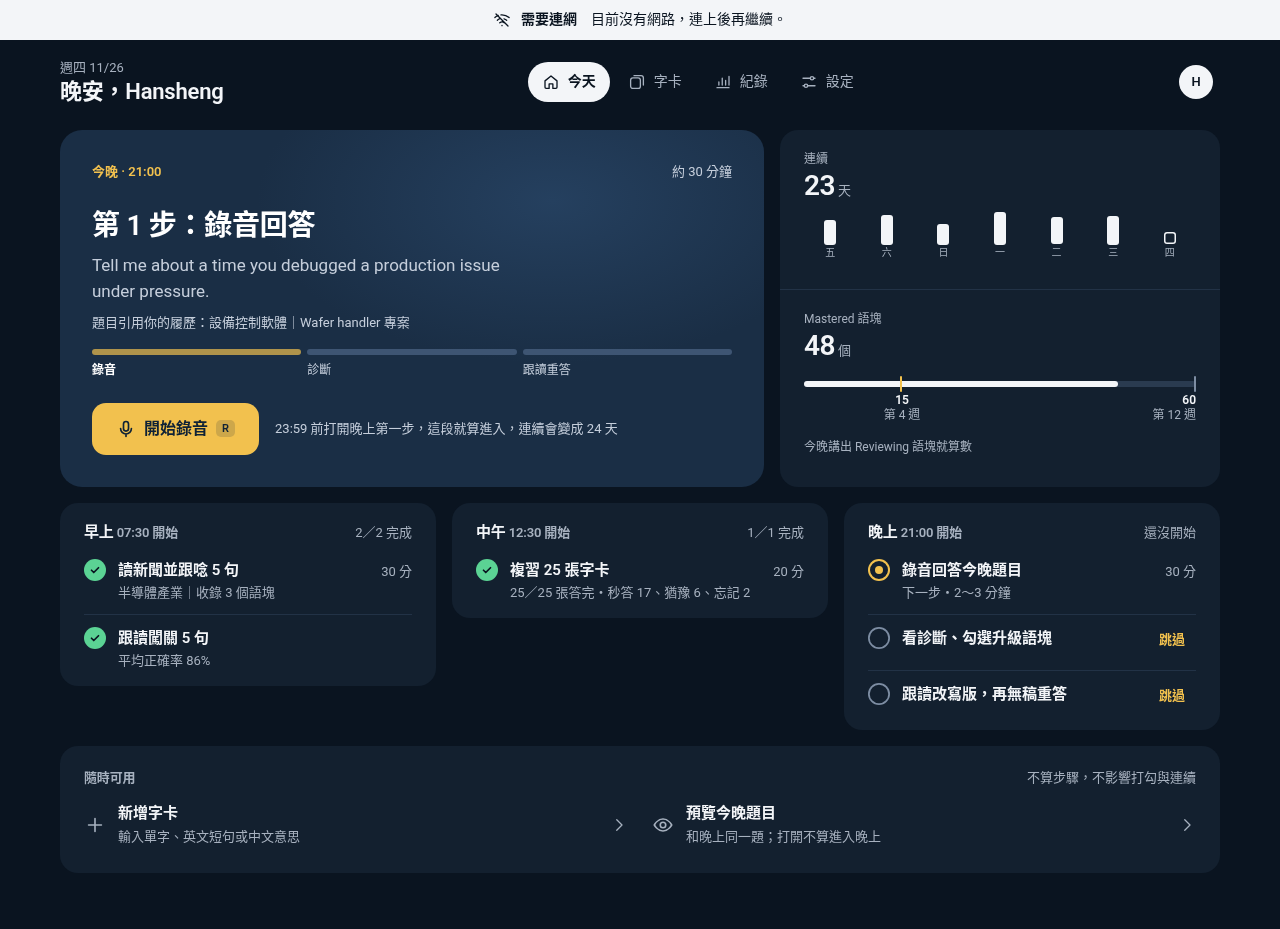 需要連網 目前沒有網路，連上後再繼續。
週四 11/26
晚安，Hansheng
今天
字卡
紀錄
設定
H
今晚 · 21:00
約 30 分鐘
第 1 步：錄音回答
Tell me about a time you debugged a production issue
under pressure.
題目引用你的履歷：設備控制軟體｜Wafer handler 專案
錄音
診斷
跟讀重答
開始錄音 R
23:59 前打開晚上第一步，這段就算進入，連續會變成 24 天
連續
23 天
五 六 日 一 二 三 四
Mastered 語塊
48 個
15
第 4 週
60
第 12 週
今晚講出 Reviewing 語塊就算數
早上 07:30 開始
2／2 完成
讀新聞並跟唸 5 句
30 分
半導體產業｜收錄 3 個語塊
跟讀闖關 5 句
平均正確率 86%
中午 12:30 開始
1／1 完成
複習 25 張字卡
20 分
25／25 張答完・秒答 17、猶豫 6、忘記 2
晚上 21:00 開始
還沒開始
錄音回答今晚題目
30 分
下一步・2～3 分鐘
看診斷、勾選升級語塊
跳過
跟讀改寫版，再無稿重答
跳過
隨時可用
不算步驟，不影響打勾與連續
新增字卡
輸入單字、英文短句或中文意思
預覽今晚題目
和晚上同一題；打開不算進入晚上